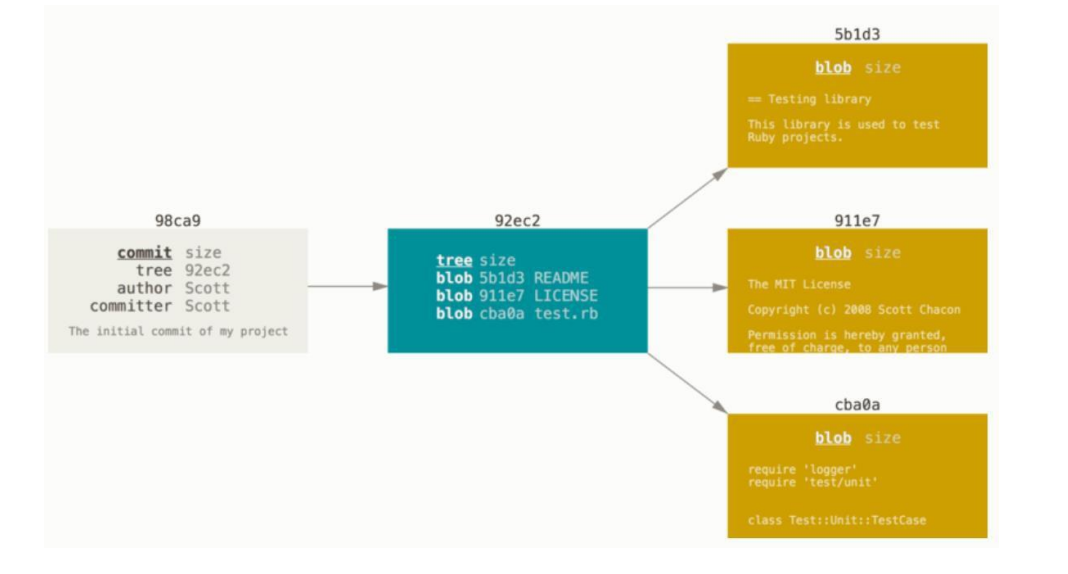 98ca9
commit size
tree 92ec2
author Scott
committer Scott
The initial commit of my project
92ec2
tree size
blob 5b1d3 README
blob 911e7 LICENSE
blob cba0a test.rb
5b1d3
blob size
== Testing library
This library is used to test
Ruby projects.
911e7
blob size
The MIT License
Copyright (c) 2008 Scott Chacon
Permission is hereby granted,
free of charge, to any person
cba0a
blob size
require 'logger'
require 'test/unit'
class Test::Unit::TestCase